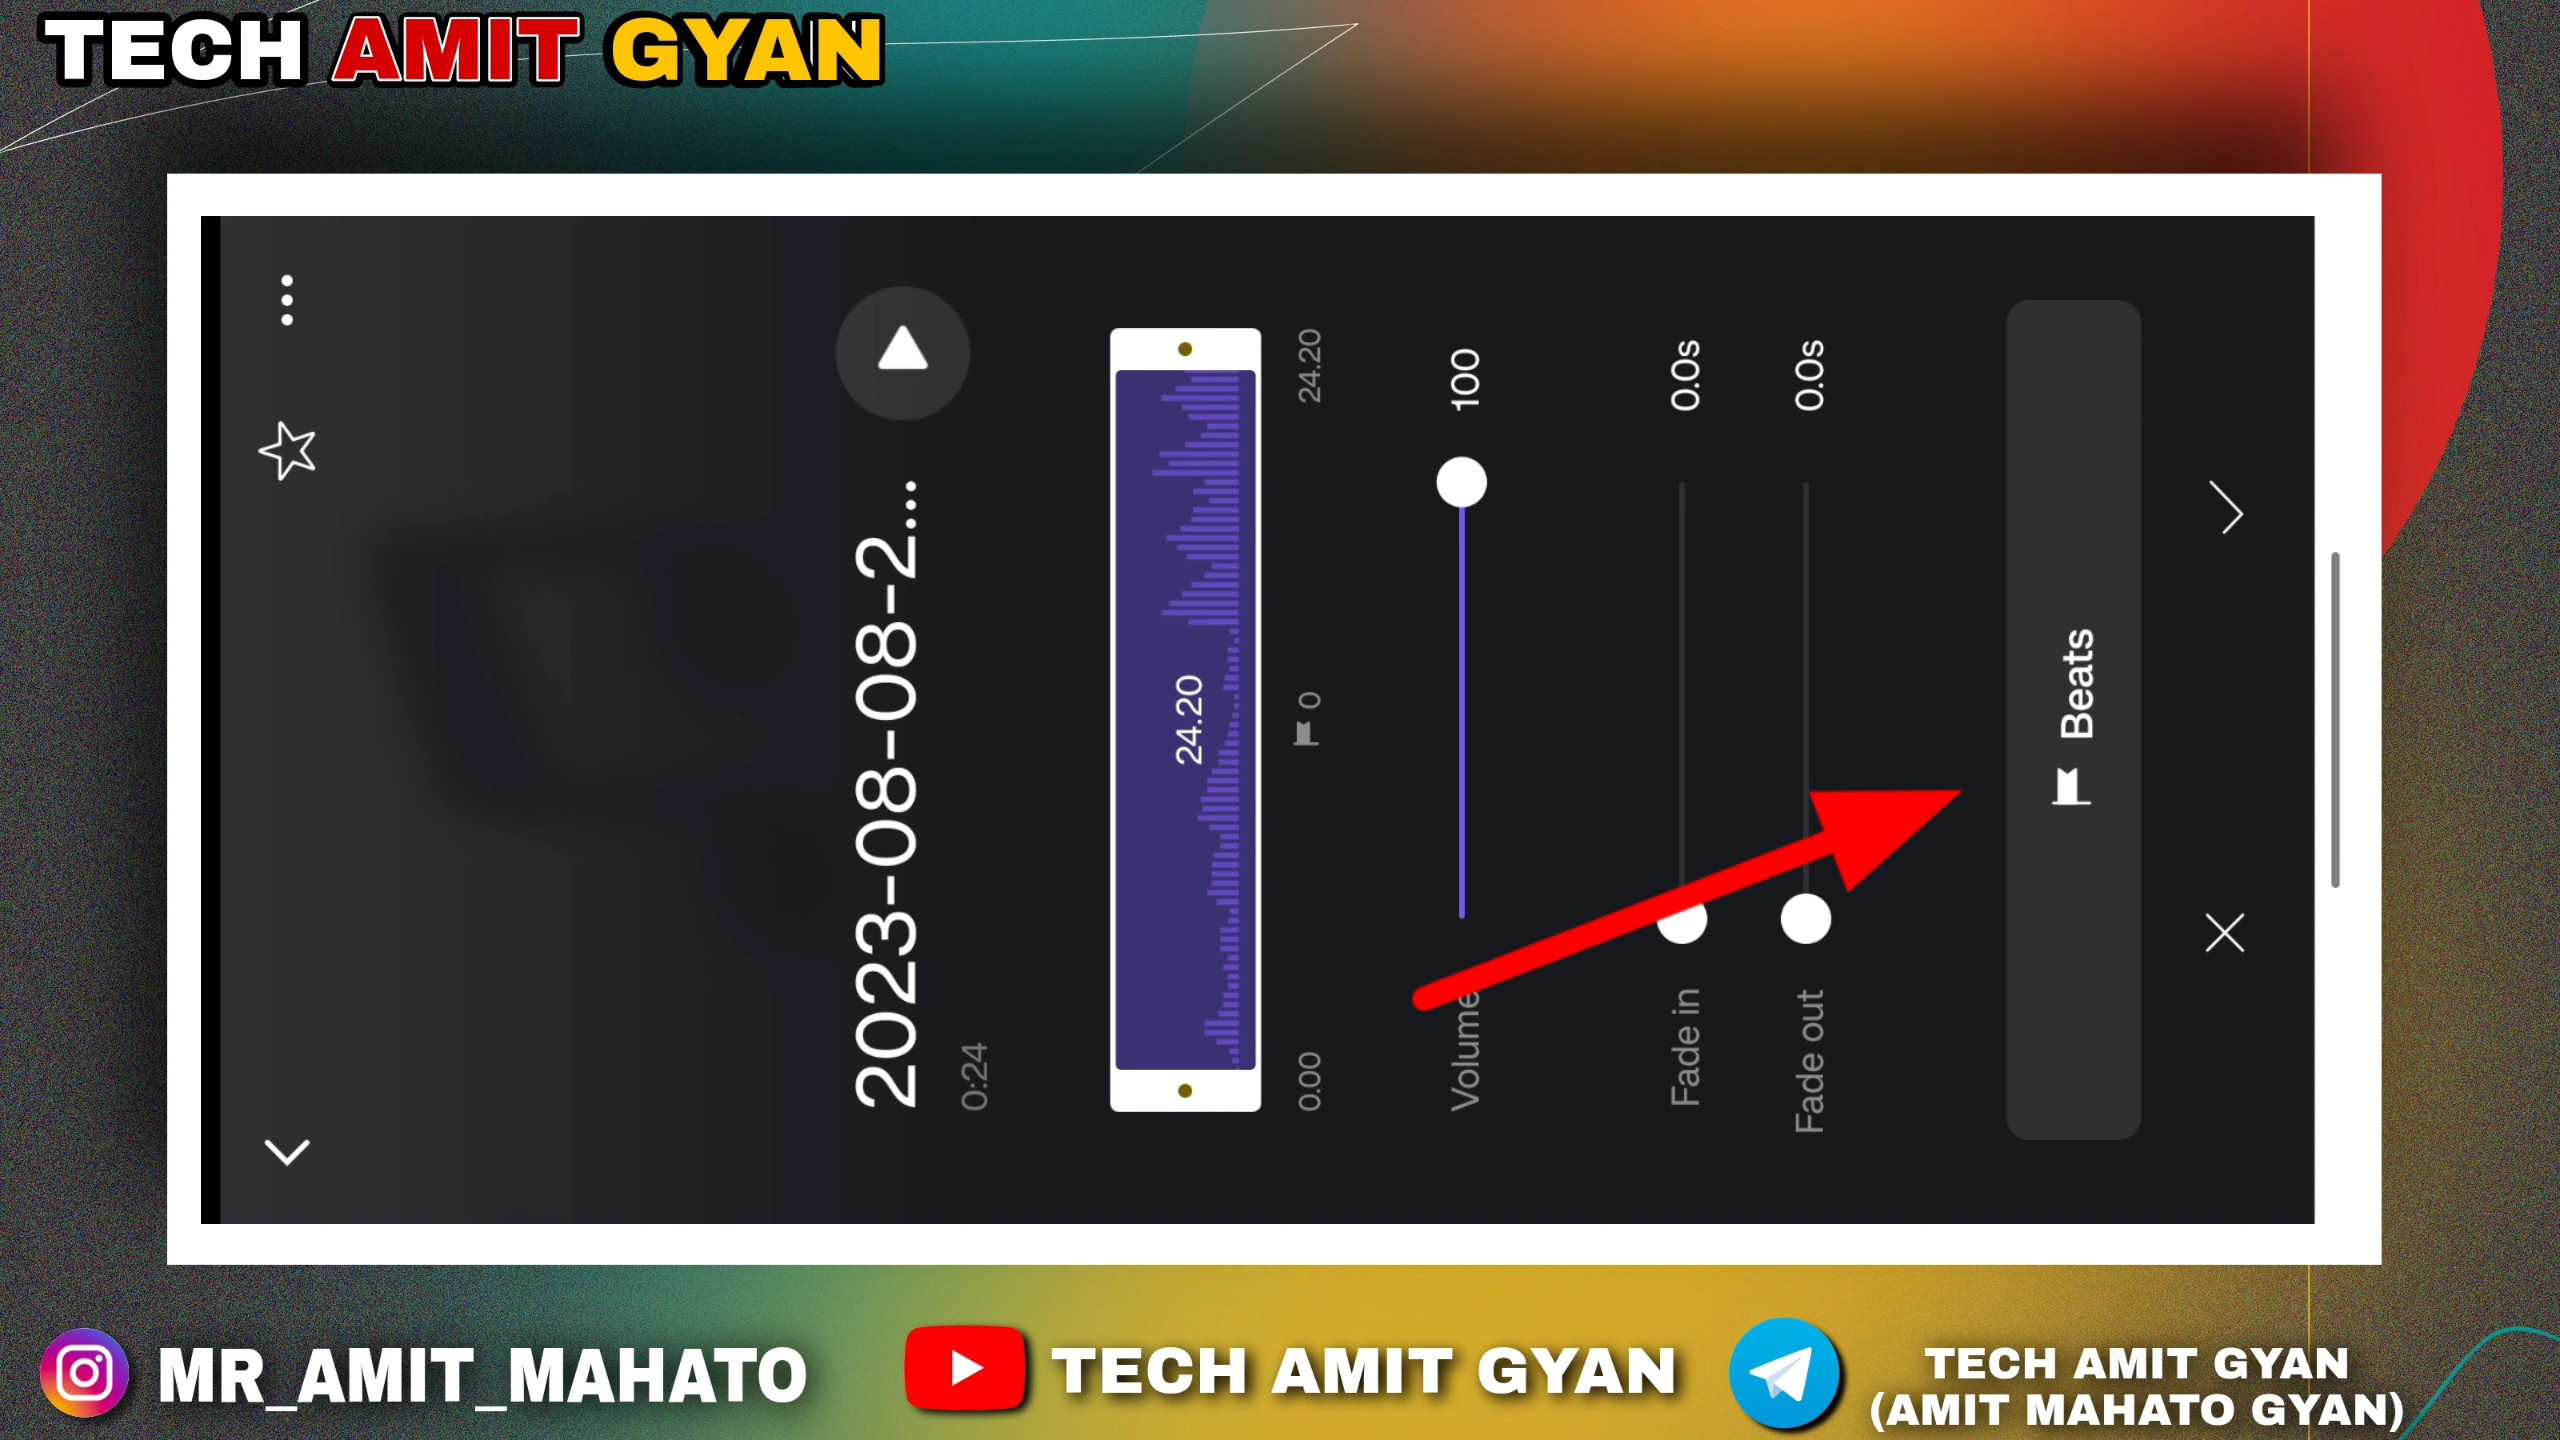 TECH AMIT GYAN
2023-08-08-08-2...
0:24
24.20
0.00
0
24.20
Volume
100
Fade in
0.0s
Fade out
0.0s
Beats
MR_AMIT_MAHATO
TECH AMIT GYAN
TECH AMIT GYAN
(AMIT MAHATO GYAN)